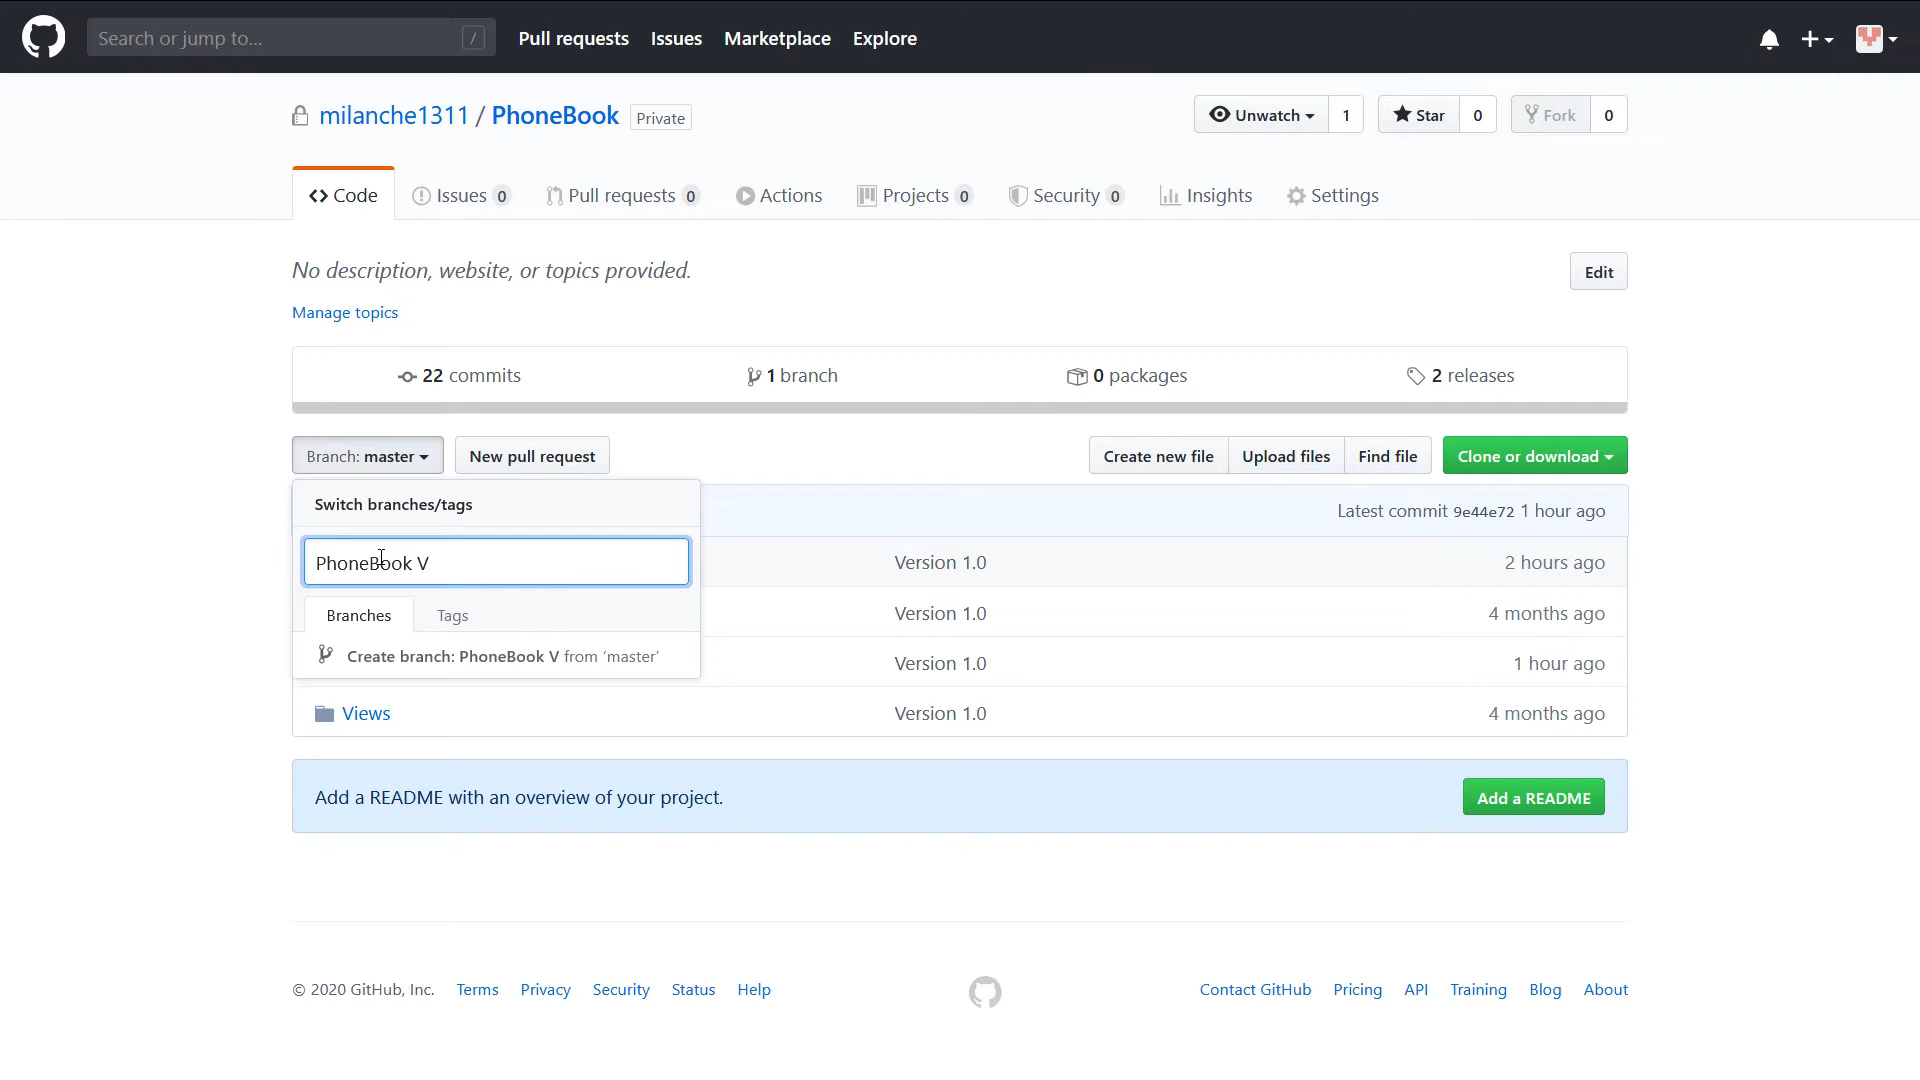 Search or jump to... /
Pull requests Issues Marketplace Explore
milanche1311 / PhoneBook Private
Unwatch 1 Star 0 Fork 0
Code Issues 0 Pull requests 0 Actions Projects 0 Security 0 Insights Settings
No description, website, or topics provided.
Edit
Manage topics
22 commits 1 branch 0 packages 2 releases
Branch: master New pull request Create new file Upload files Find file Clone or download
Switch branches/tags
Latest commit 9e44e72 1 hour ago
PhoneBook V
Version 1.0 2 hours ago
Branches Tags
Version 1.0 4 months ago
Create branch: PhoneBook V from ‘master’
Version 1.0 1 hour ago
Views Version 1.0 4 months ago
Add a README with an overview of your project. Add a README
© 2020 GitHub, Inc. Terms Privacy Security Status Help Contact GitHub Pricing API Training Blog About